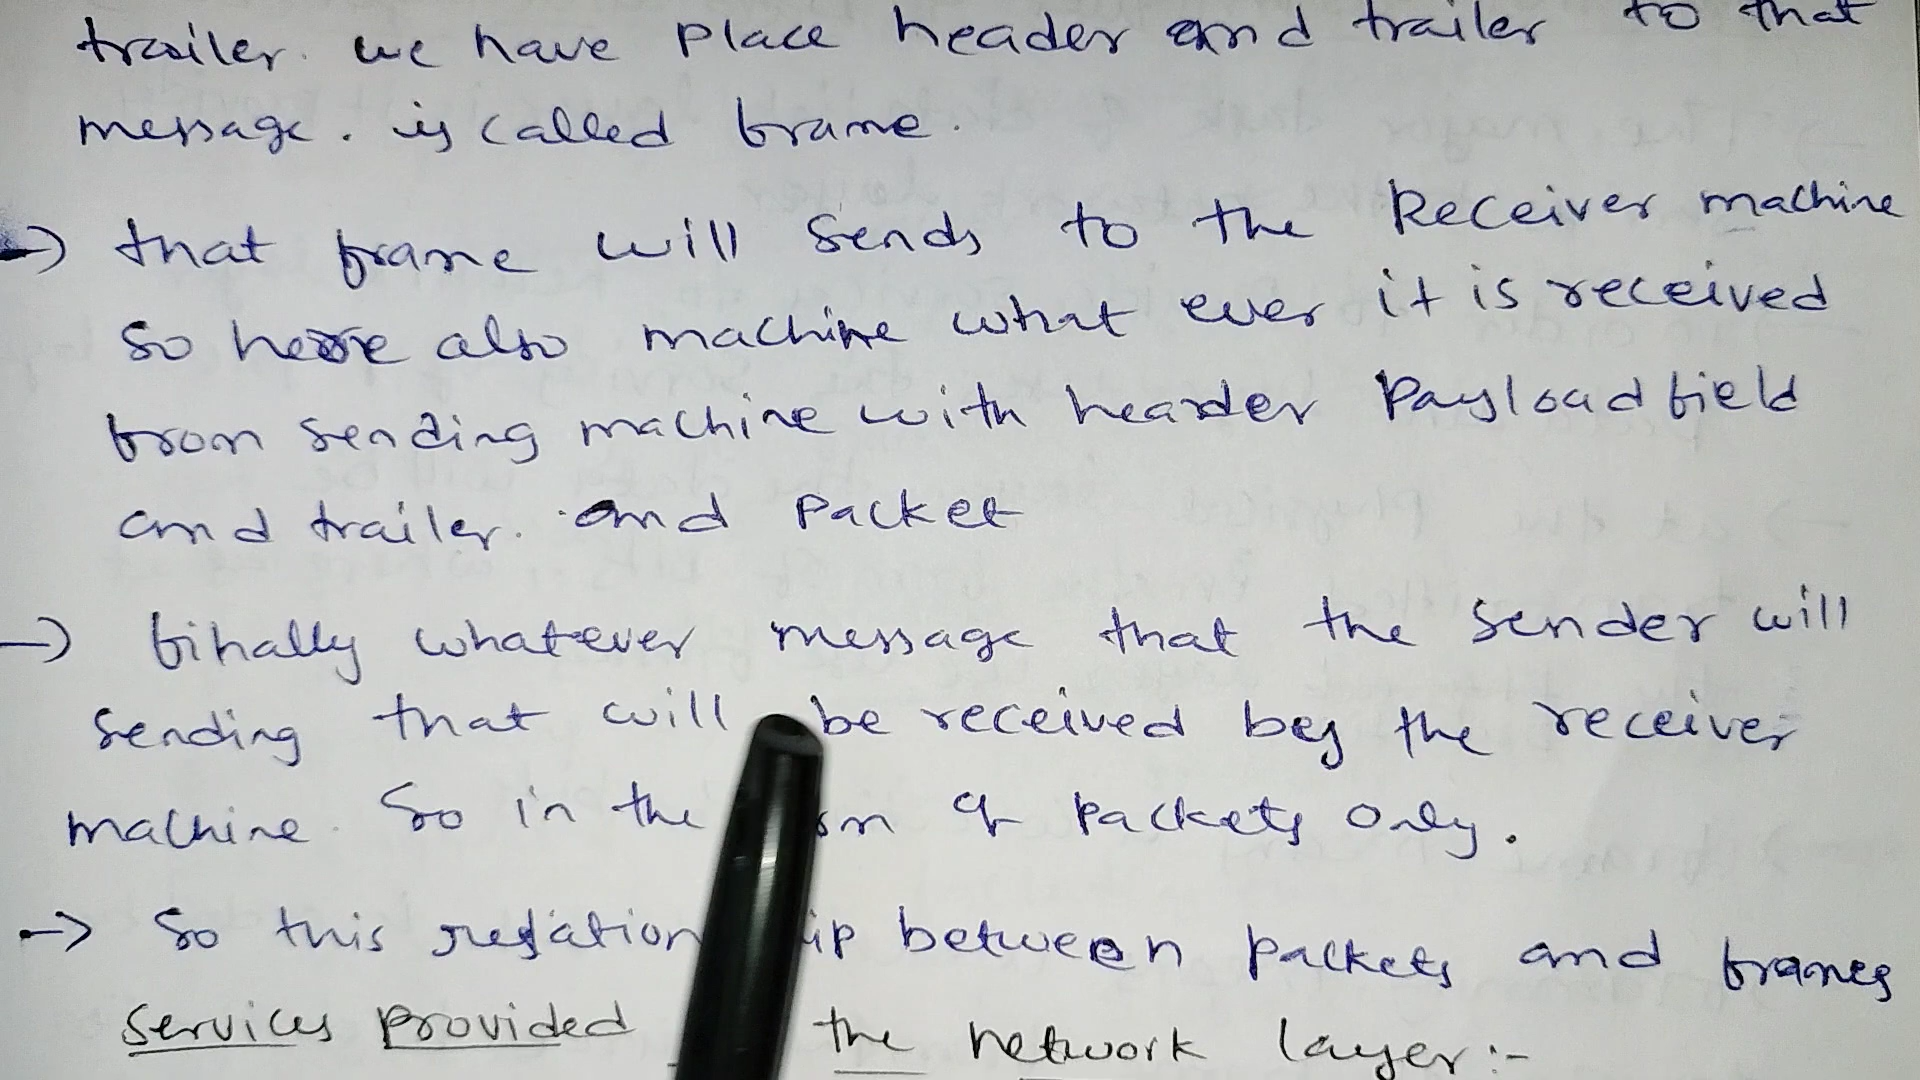 trailer. we have place header and trailer to that
message. is called frame.
→ that frame will sends to the Receiver machine
so here also machine what ever it is received
from sending machine with hearder Payload field
and trailer. and packet
→ finally whatever message that the sender will
sending that will be received by the receiver
machine. So in the of packets only.
→ So this between packets and frames
Services provided the network layer:-